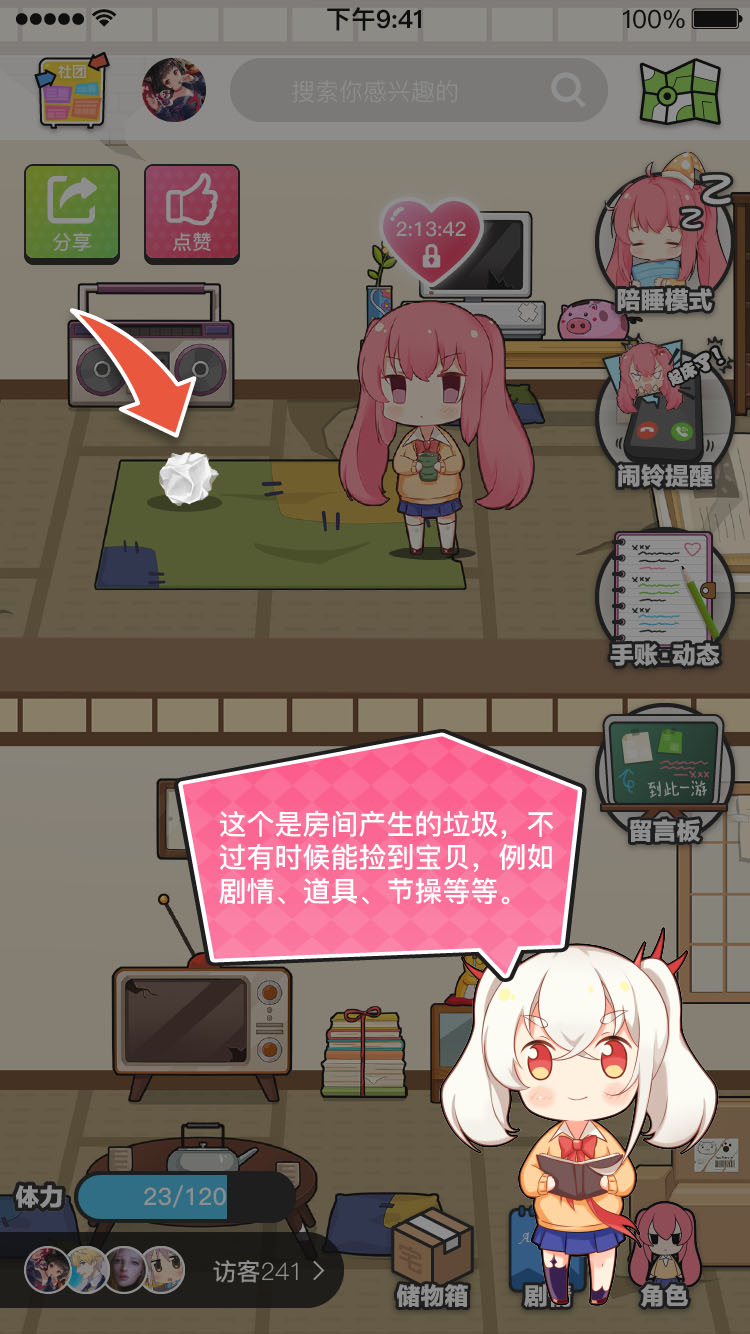 下午9:41
100%
社团
搜索你感兴趣的
分享
点赞
2:13:42
Z
Z
陪睡模式
起床了!
闹铃提醒
手账·动态
到此一游
留言板
这个是房间产生的垃圾，不
过有时候能捡到宝贝，例如
剧情、道具、节操等等。
体力
23/120
访客241
宅
储物箱
角色